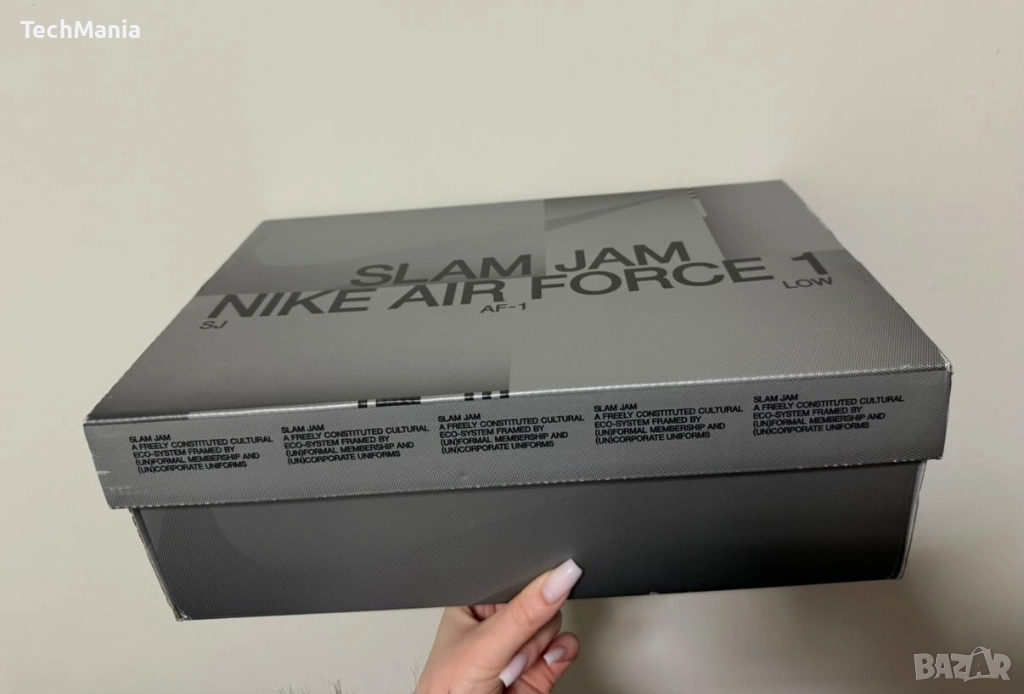 TechMania
SLAM JAM
NIKE AIR FORCE 1
SJ
AF-1
LOW
SLAM JAM
A FREELY CONSTITUTED CULTURAL
ECO-SYSTEM FRAMED BY
(UN)FORMAL MEMBERSHIP AND
(UN)CORPORATE UNIFORMS
SLAM JAM
A FREELY CONSTITUTED CULTURAL
ECO-SYSTEM FRAMED BY
(UN)FORMAL MEMBERSHIP AND
(UN)CORPORATE UNIFORMS
SLAM JAM
A FREELY CONSTITUTED CULTURAL
ECO-SYSTEM FRAMED BY
(UN)FORMAL MEMBERSHIP AND
(UN)CORPORATE UNIFORMS
SLAM JAM
A FREELY CONSTITUTED CULTURAL
ECO-SYSTEM FRAMED BY
(UN)FORMAL MEMBERSHIP AND
(UN)CORPORATE UNIFORMS
SLAM JAM
A FREELY CONSTITUTED CULTURAL
ECO-SYSTEM FRAMED BY
(UN)FORMAL MEMBERSHIP AND
(UN)CORPORATE UNIFORMS
BAZAR